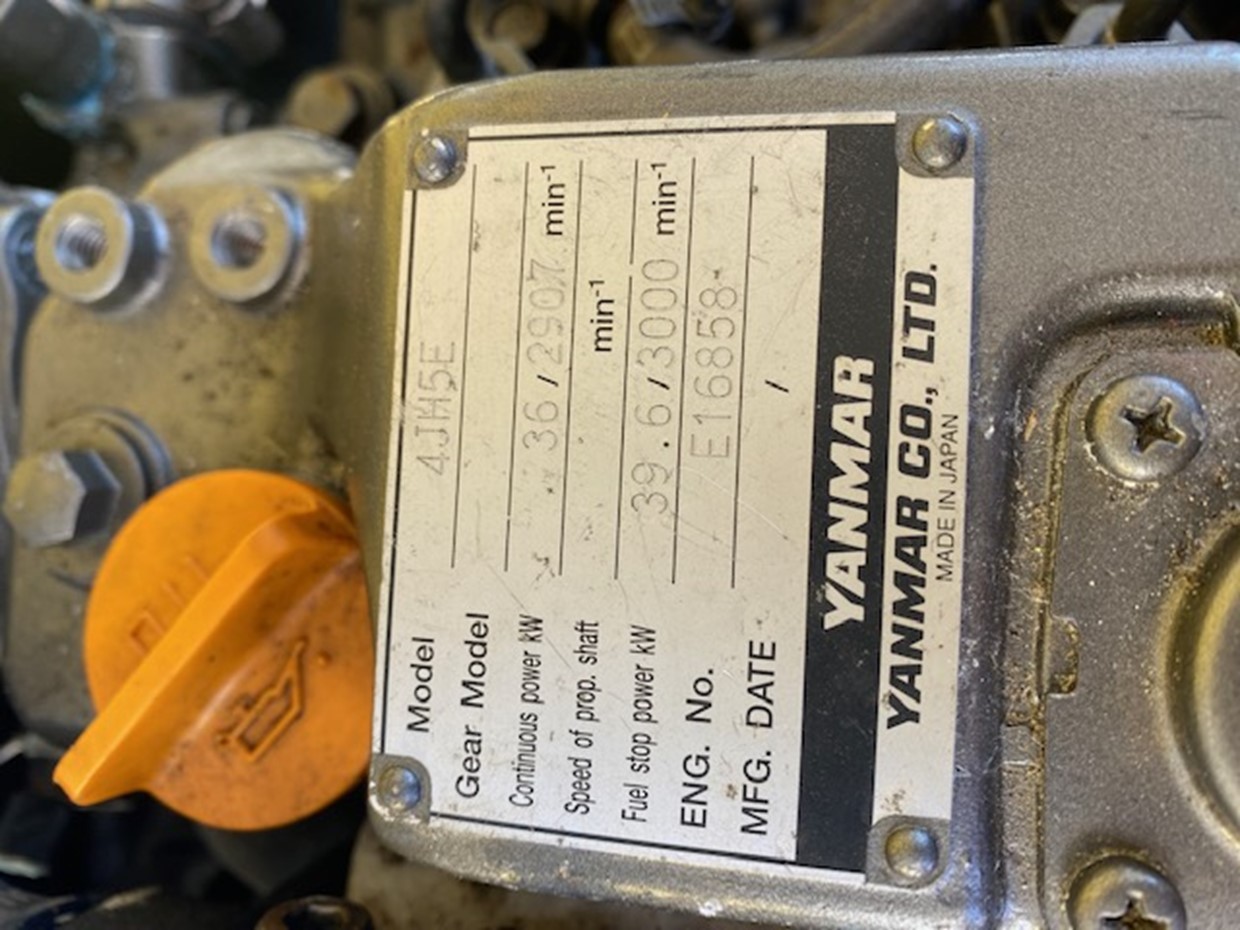 Model 4JH5E
Gear Model
Continuous power kW 36 / 2907 min-1
Speed of prop. shaft min-1
Fuel stop power kW 39.6 / 3000 min-1
ENG. No. E16858
MFG. DATE /
YANMAR
YANMAR CO., LTD.
MADE IN JAPAN